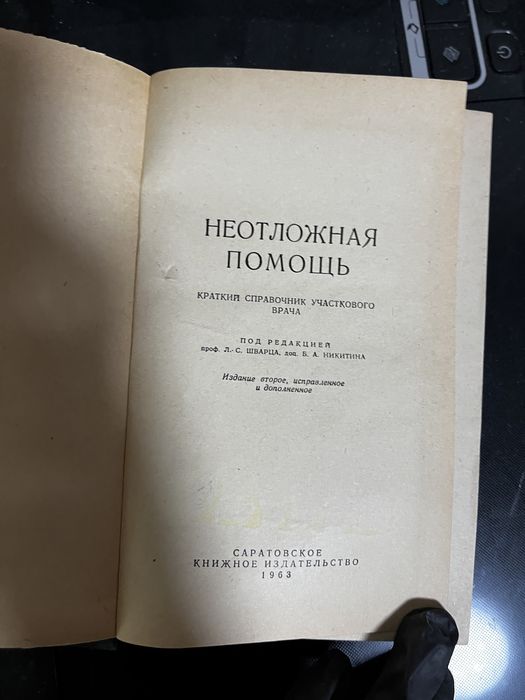 НЕОТЛОЖНАЯ
ПОМОЩЬ
КРАТКИЙ СПРАВОЧНИК УЧАСТКОВОГО
ВРАЧА
ПОД РЕДАКЦИЕЙ
проф. Л. С. ШВАРЦА, доц. Б. А. НИКИТИНА
Издание второе, исправленное
и дополненное
САРАТОВСКОЕ
КНИЖНОЕ ИЗДАТЕЛЬСТВО
1963